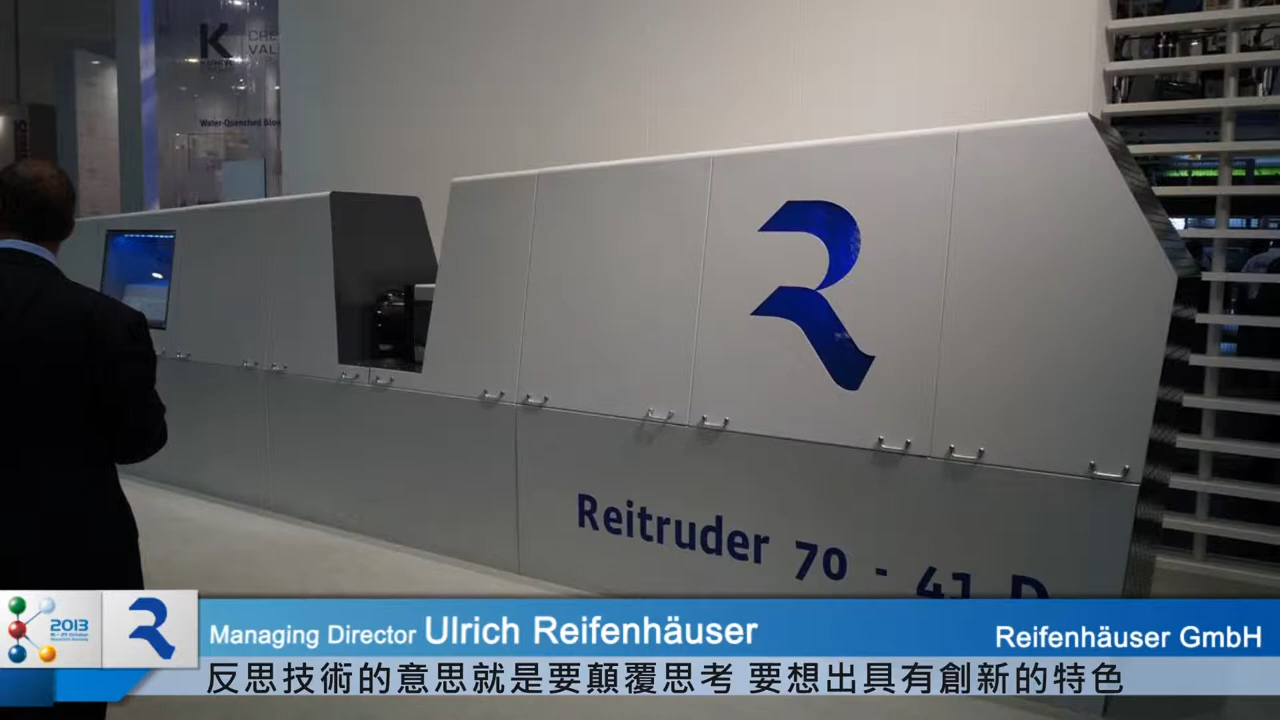 K
CRE
VAL
Water-Quenched Blow
Reitruder 70 - 41 D
2013
Managing Director Ulrich Reifenhäuser
Reifenhäuser GmbH
反思技術的意思就是要顛覆思考 要想出具有創新的特色